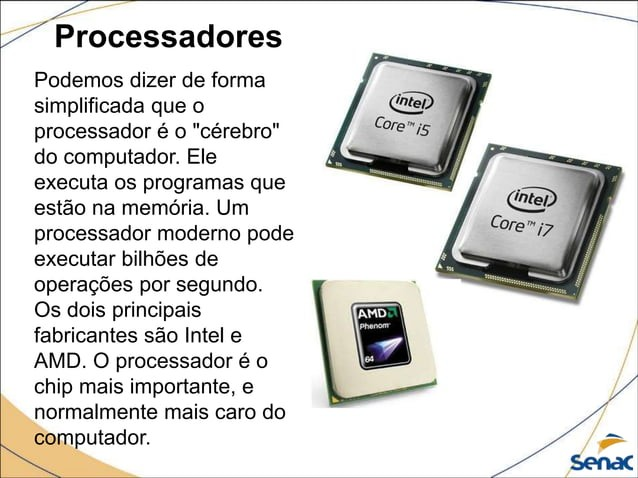 Processadores
Podemos dizer de forma
simplificada que o
processador é o "cérebro"
do computador. Ele
executa os programas que
estão na memória. Um
processador moderno pode
executar bilhões de
operações por segundo.
Os dois principais
fabricantes são Intel e
AMD. O processador é o
chip mais importante, e
normalmente mais caro do
computador.
intel
Core™ i5
intel
Core™ i7
AMD
Phenom™
64
Senac